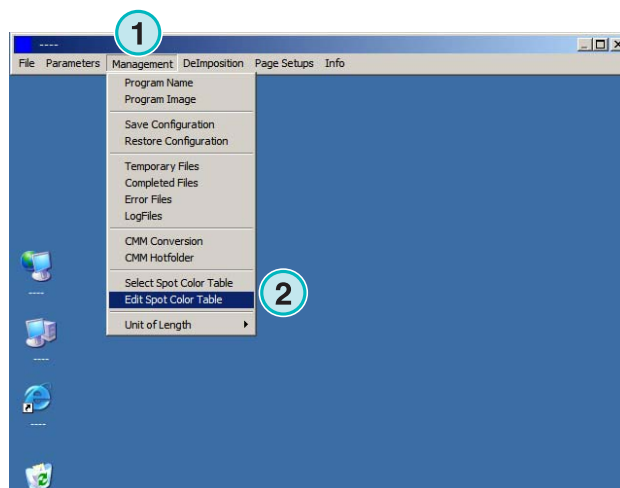 1
----
File Parameters Management DeImposition Page Setups Info
Program Name
Program Image
Save Configuration
Restore Configuration
Temporary Files
Completed Files
Error Files
LogFiles
CMM Conversion
CMM Hotfolder
Select Spot Color Table
Edit Spot Color Table
2
Unit of Length
----
----
----